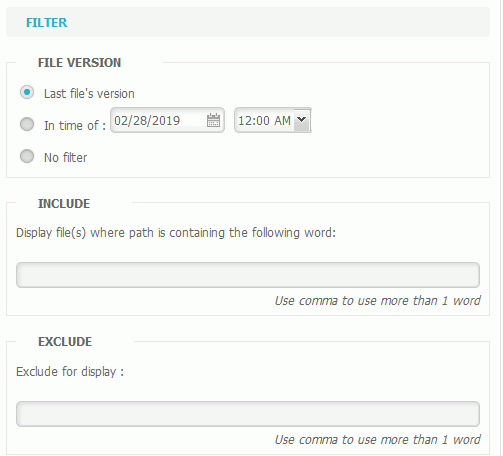 FILTER
FILE VERSION
Last file's version
In time of : 02/28/2019 12:00 AM
No filter
INCLUDE
Display file(s) where path is containing the following word:
Use comma to use more than 1 word
EXCLUDE
Exclude for display :
Use comma to use more than 1 word